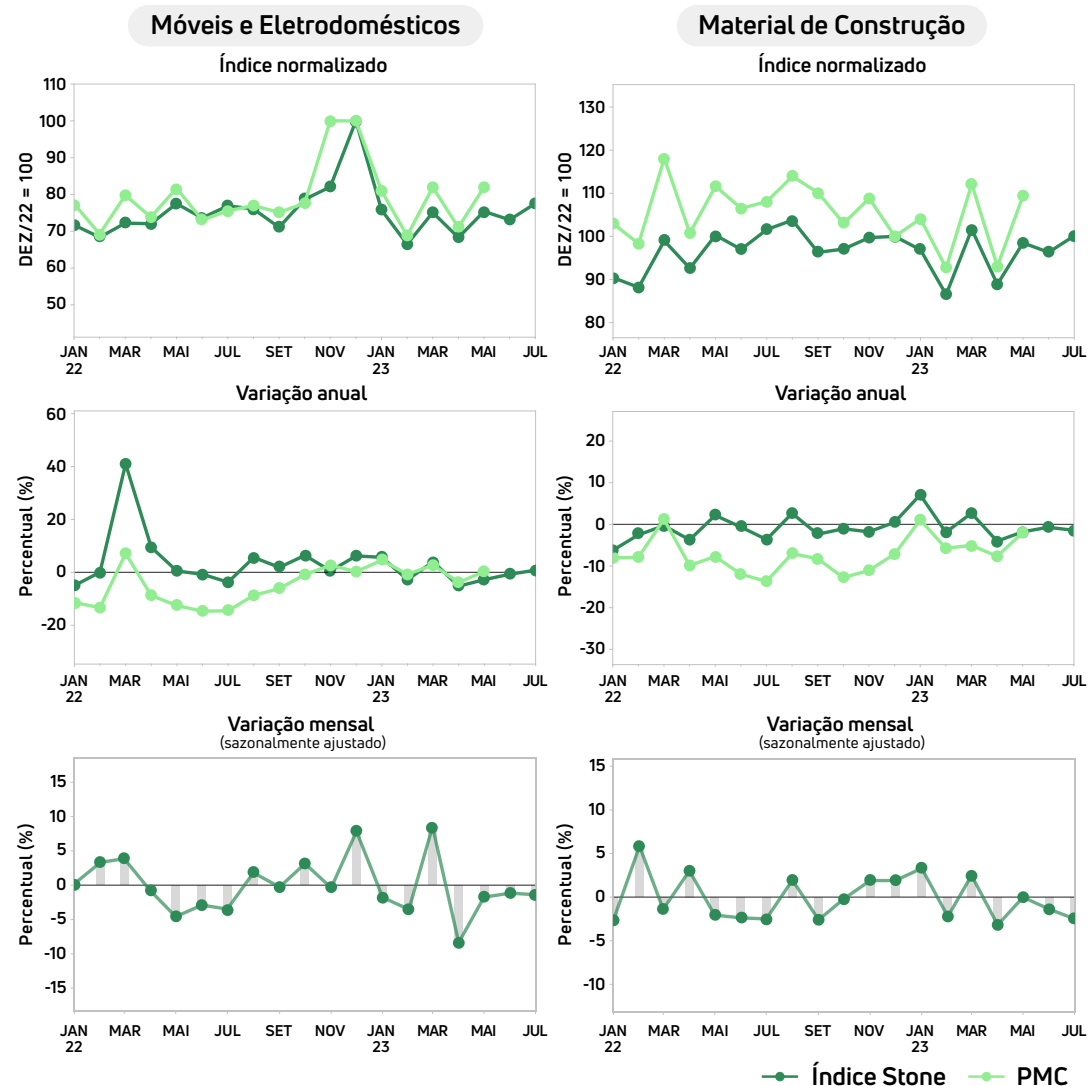 Móveis e Eletrodomésticos
Índice normalizado
DEZ/22 = 100
110
100
90
80
70
60
50
JAN MAR MAI JUL SET NOV JAN MAR MAI JUL
22 23
Variação anual
Percentual (%)
60
40
20
0
-20
JAN MAR MAI JUL SET NOV JAN MAR MAI JUL
22 23
Variação mensal
(sazonalmente ajustado)
Percentual (%)
15
10
5
0
-5
-10
-15
JAN MAR MAI JUL SET NOV JAN MAR MAI JUL
22 23
Material de Construção
Índice normalizado
DEZ/22 = 100
130
120
110
100
90
80
JAN MAR MAI JUL SET NOV JAN MAR MAI JUL
22 23
Variação anual
Percentual (%)
20
10
0
-10
-20
-30
JAN MAR MAI JUL SET NOV JAN MAR MAI JUL
22 23
Variação mensal
(sazonalmente ajustado)
Percentual (%)
15
10
5
0
-5
-10
JAN MAR MAI JUL SET NOV JAN MAR MAI JUL
22 23
Índice Stone PMC